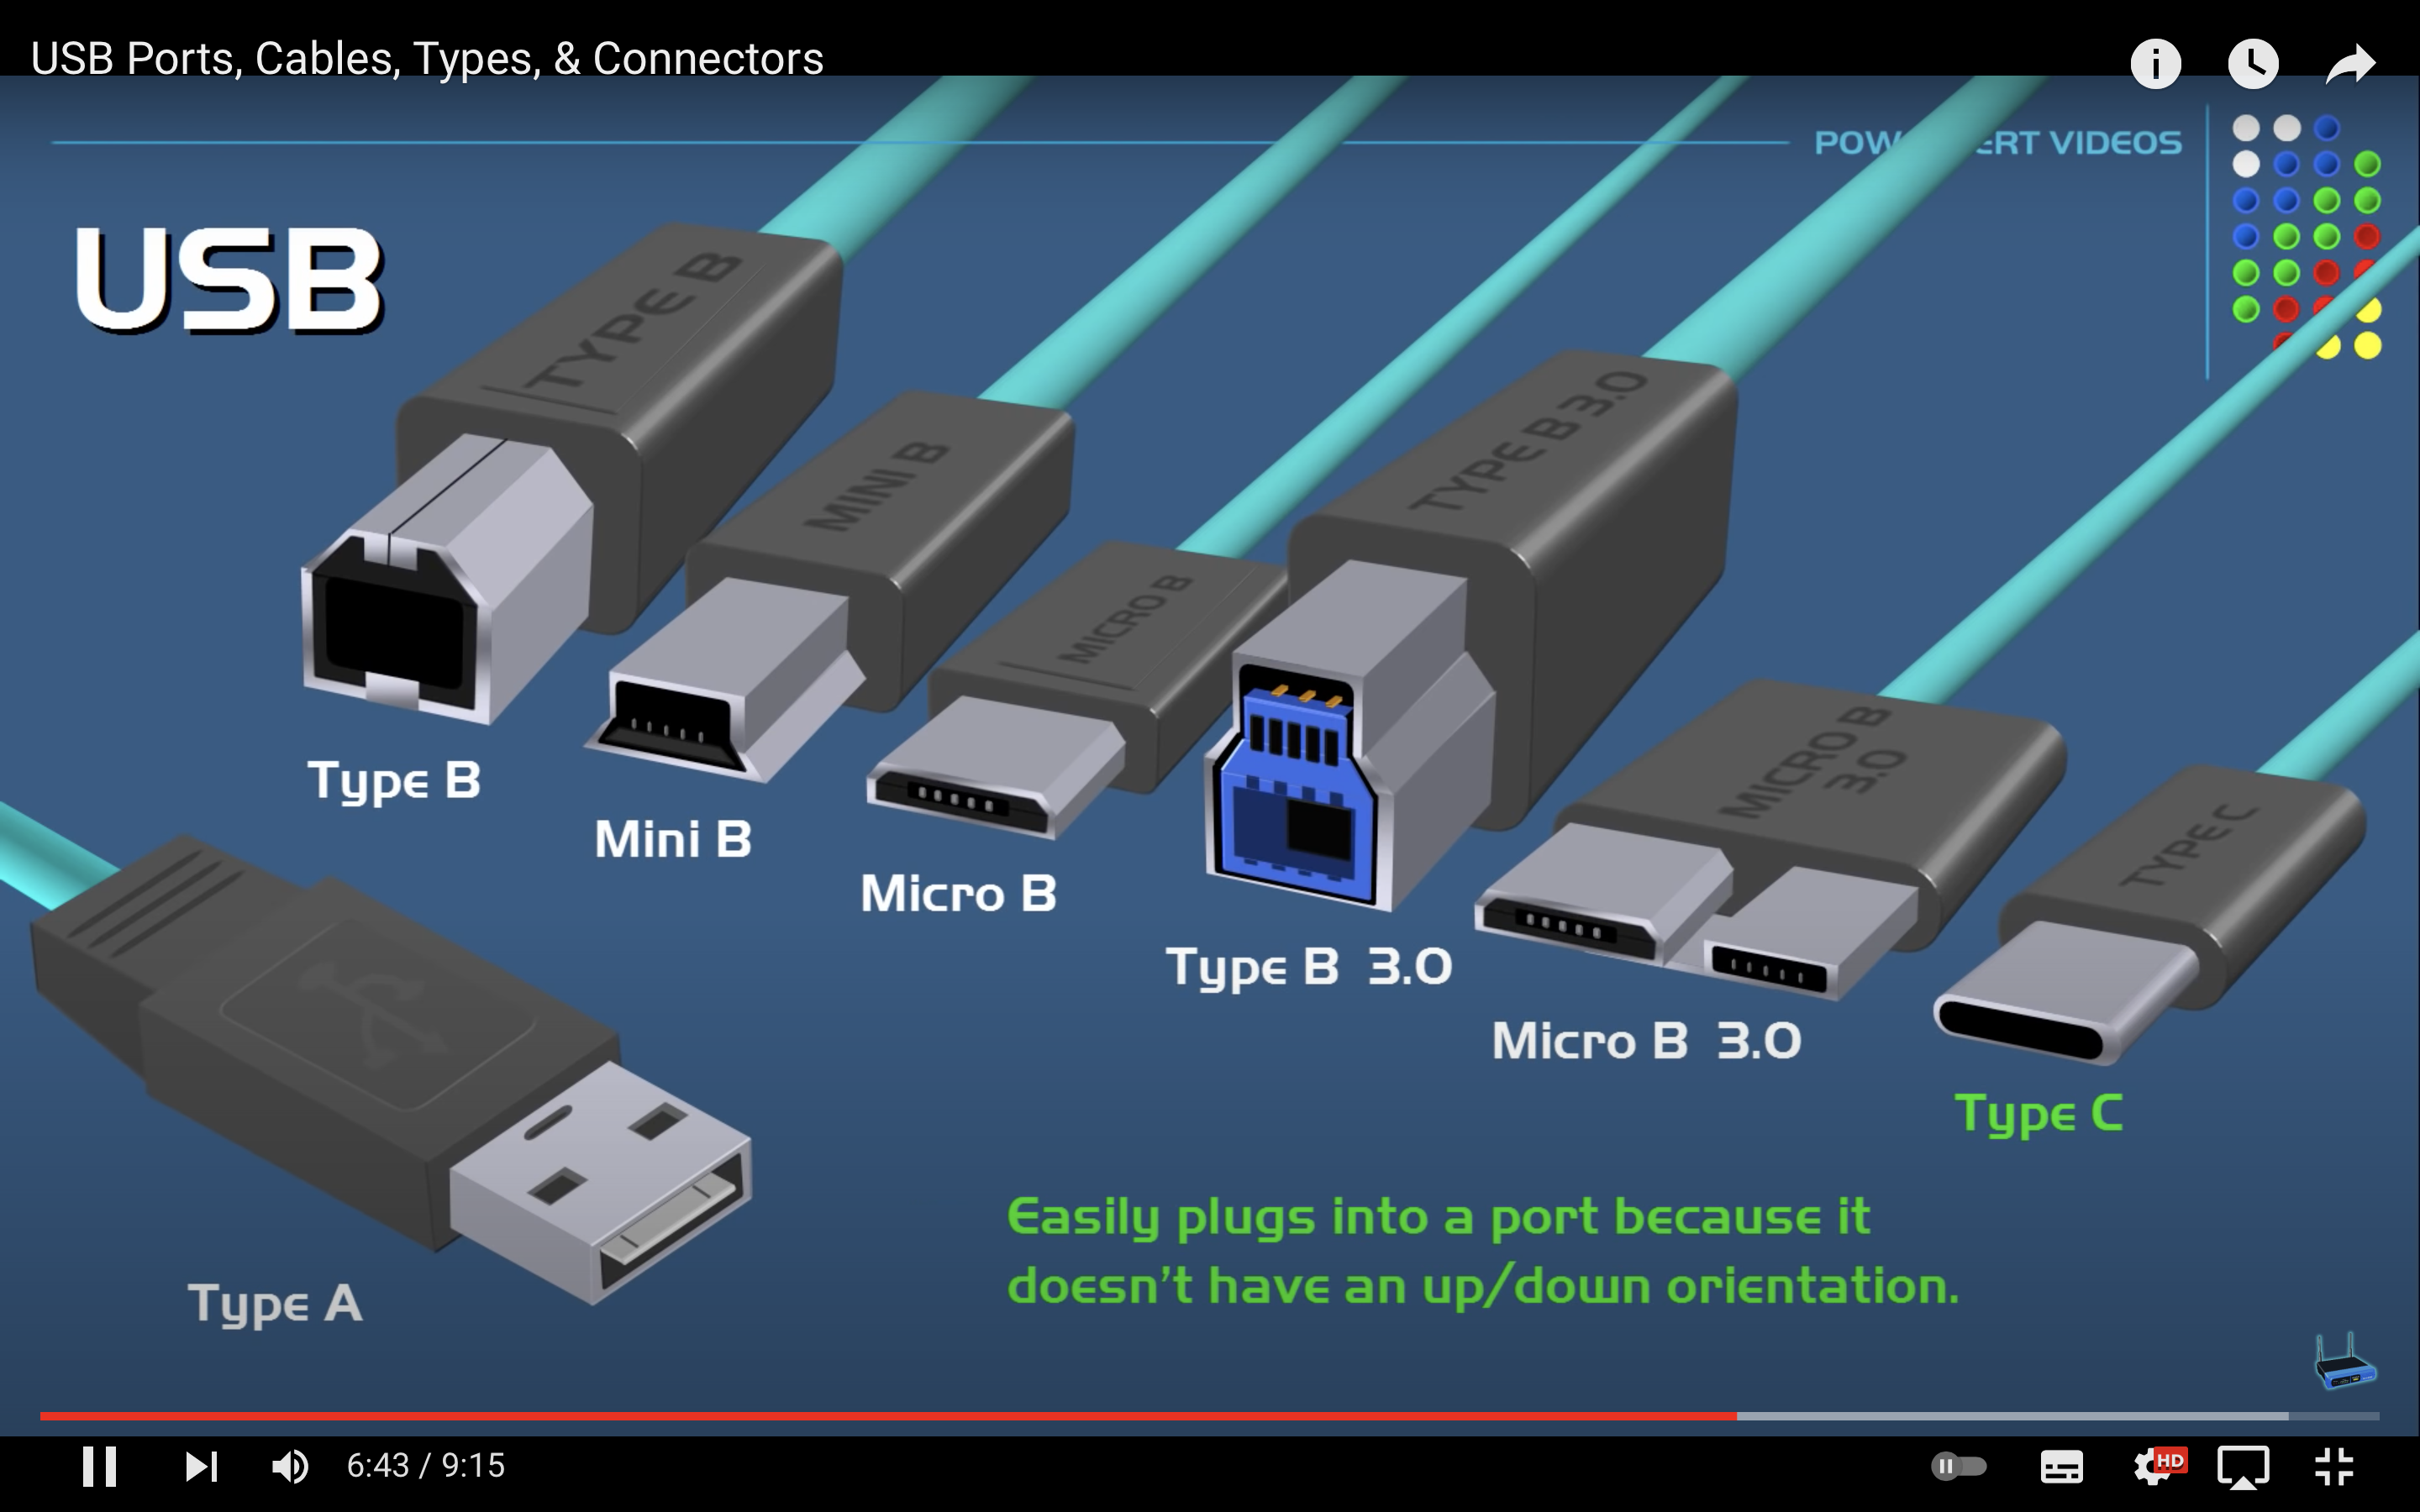 USB Ports, Cables, Types, & Connectors
POW ERT VIDEOS
USB
TYPE B
MINI B
MICRO B
TYPE B 3.0
MICRO B
3.0
TYPE C
Type B
Mini B
Micro B
Type B 3.0
Micro B 3.0
Type C
Type A
Easily plugs into a port because it
doesn't have an up/down orientation.
6:43 / 9:15
HD